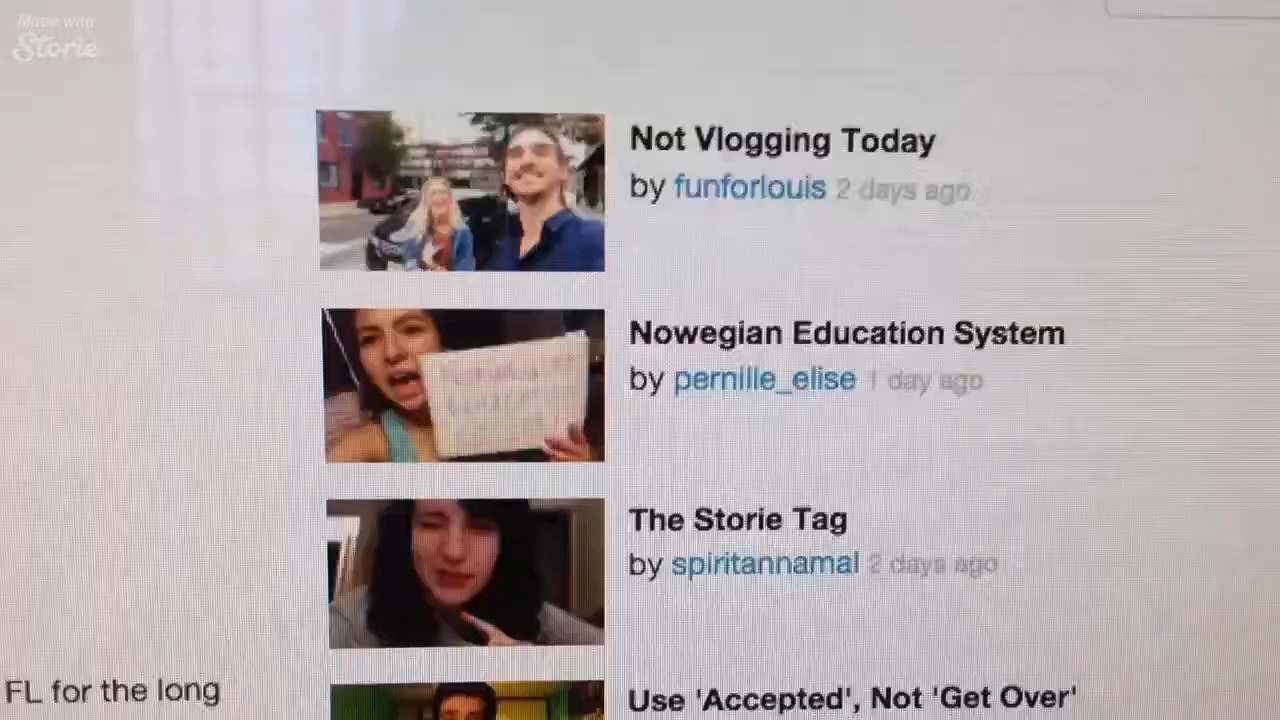 Made with
Storie
Not Vlogging Today
by funforlouis 2 days ago
Nowegian Education System
by pernille_elise 1 day ago
The Storie Tag
by spiritannamal 2 days ago
FL for the long
Use 'Accepted', Not 'Get Over'